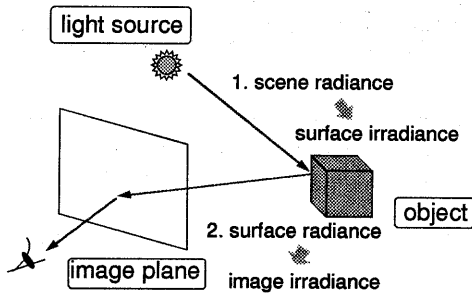 light source
1. scene radiance
surface irradiance
object
2. surface radiance
image plane
image irradiance